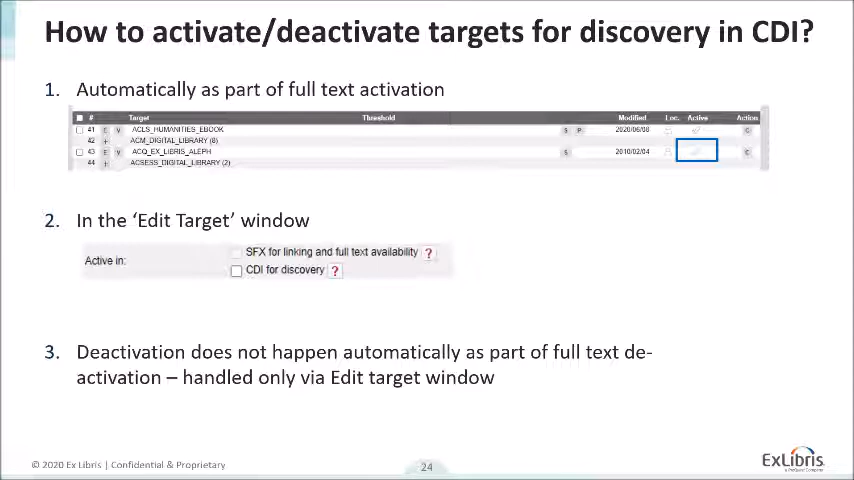 How to activate/deactivate targets for discovery in CDI?
1. Automatically as part of full text activation
# Target Threshold Modified Loc. Active Action
41 E V ACLS_HUMANITIES_EBOOK S P 2020/06/08 C
42 + ACM_DIGITAL_LIBRARY (8)
43 E V ACQ_EX_LIBRIS_ALEPH S 2010/02/04 C
44 + ACSESS_DIGITAL_LIBRARY (2)
2. In the ‘Edit Target’ window
Active in:
SFX for linking and full text availability ?
CDI for discovery ?
3. Deactivation does not happen automatically as part of full text de-
activation – handled only via Edit target window
© 2020 Ex Libris | Confidential & Proprietary
24
ExLibris
a ProQuest Company